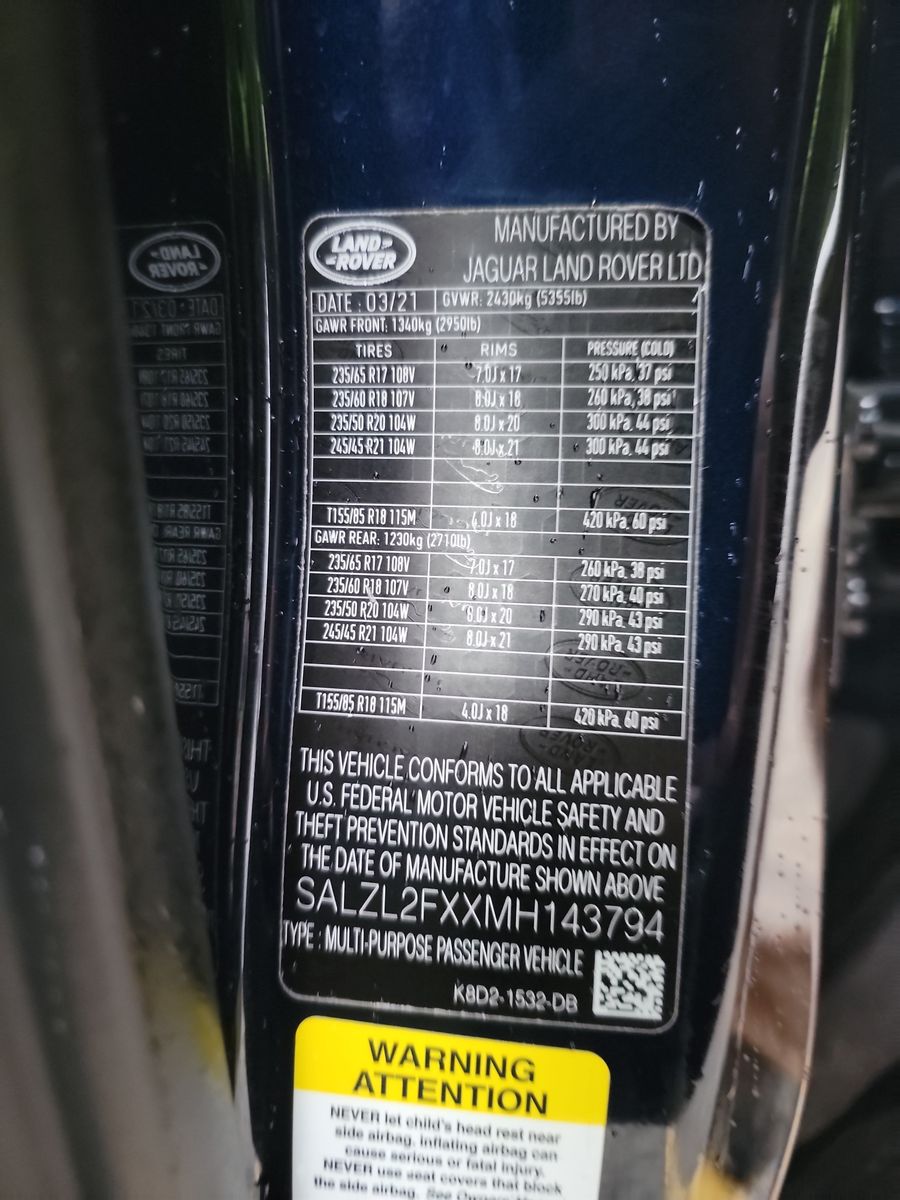 LAND ROVER
MANUFACTURED BY
JAGUAR LAND ROVER LTD
DATE : 03/21 GVWR: 2430kg (5355lb)
GAWR FRONT: 1340kg (2950lb)
TIRES RIMS PRESSURE (COLD)
235/65 R17 108V 7.0J x 17 250 kPa, 37 psi
235/60 R18 107V 8.0J x 18 260 kPa, 38 psi
235/50 R20 104W 8.0J x 20 300 kPa, 44 psi
245/45 R21 104W 8.0J x 21 300 kPa, 44 psi
T155/85 R18 115M 4.0J x 18 420 kPa, 60 psi
GAWR REAR: 1230kg (2710lb)
235/65 R17 108V 7.0J x 17 260 kPa, 38 psi
235/60 R18 107V 8.0J x 18 270 kPa, 40 psi
235/50 R20 104W 8.0J x 20 290 kPa, 43 psi
245/45 R21 104W 8.0J x 21 290 kPa, 43 psi
T155/85 R18 115M 4.0J x 18 420 kPa, 60 psi
THIS VEHICLE CONFORMS TO ALL APPLICABLE
U.S. FEDERAL MOTOR VEHICLE SAFETY AND
THEFT PREVENTION STANDARDS IN EFFECT ON
THE DATE OF MANUFACTURE SHOWN ABOVE
SALZL2FXXMH143794
TYPE : MULTI-PURPOSE PASSENGER VEHICLE
K8D2-1532-DB
WARNING
ATTENTION
NEVER let child's head rest near
side airbag, inflating airbag can
cause serious or fatal injury.
NEVER use seat covers that block
the side airbag. See Owners